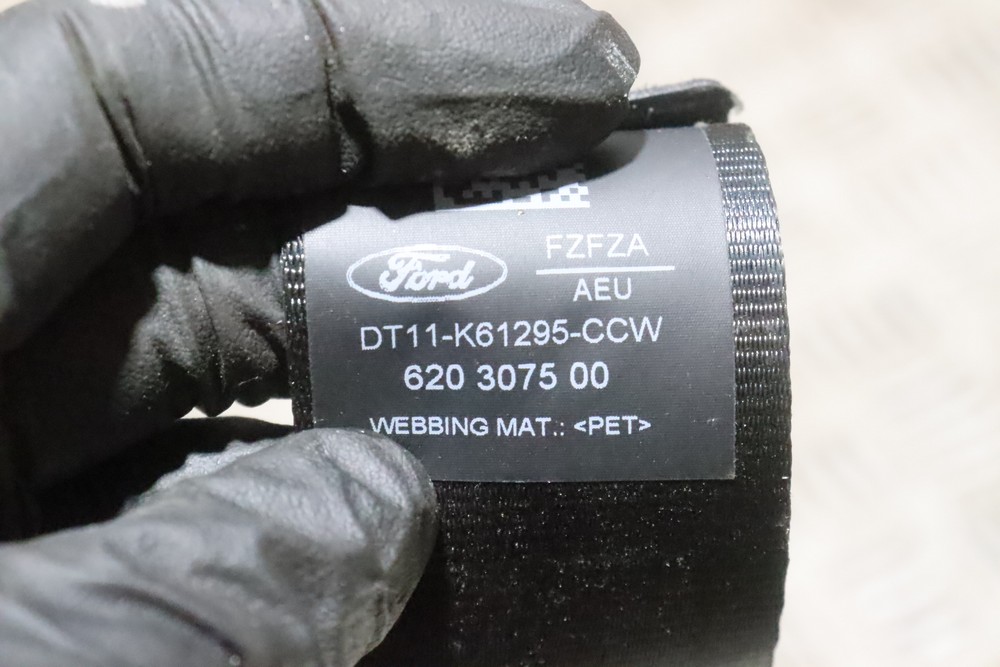 Ford
FZFZA
AEU
DT11-K61295-CCW
620 3075 00
WEBBING MAT.: <PET>